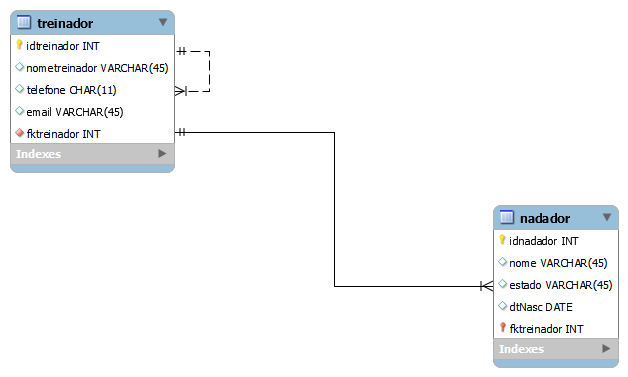 treinador
idtreinador INT
nometreinador VARCHAR(45)
telefone CHAR(11)
email VARCHAR(45)
fktreinador INT
Indexes
nadador
idnadador INT
nome VARCHAR(45)
estado VARCHAR(45)
dtNasc DATE
fktreinador INT
Indexes